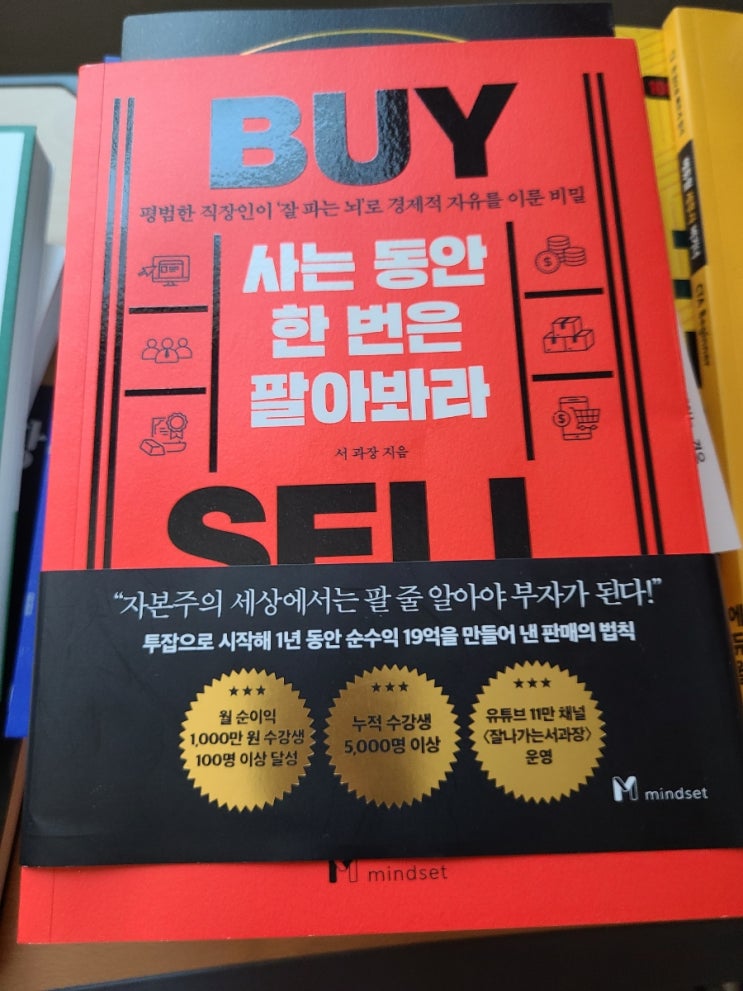 BUY
평범한 직장인이 '잘 파는 뇌'로 경제적 자유를 이룬 비밀
사는 동안
한 번은
팔아봐라
서 과장 지음
SELL
“자본주의 세상에서는 팔 줄 알아야 부자가 된다!”
투잡으로 시작해 1년 동안 순수익 19억을 만들어 낸 판매의 법칙
★★★
월 순이익
1,000만 원 수강생
100명 이상 달성
★★★
누적 수강생
5,000명 이상
★★★
유튜브 11만 채널
〈잘나가는서과장〉
운영
mindset
mindset